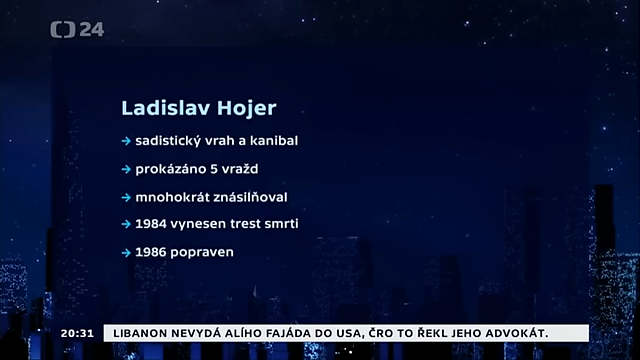 24
Ladislav Hojer
→ sadistický vrah a kanibal
→ prokázáno 5 vražd
→ mnohokrát znásilňoval
→ 1984 vynesen trest smrti
→ 1986 popraven
20:31 LIBANON NEVYDÁ ALÍHO FAJÁDA DO USA, ČRO TO ŘEKL JEHO ADVOKÁT.